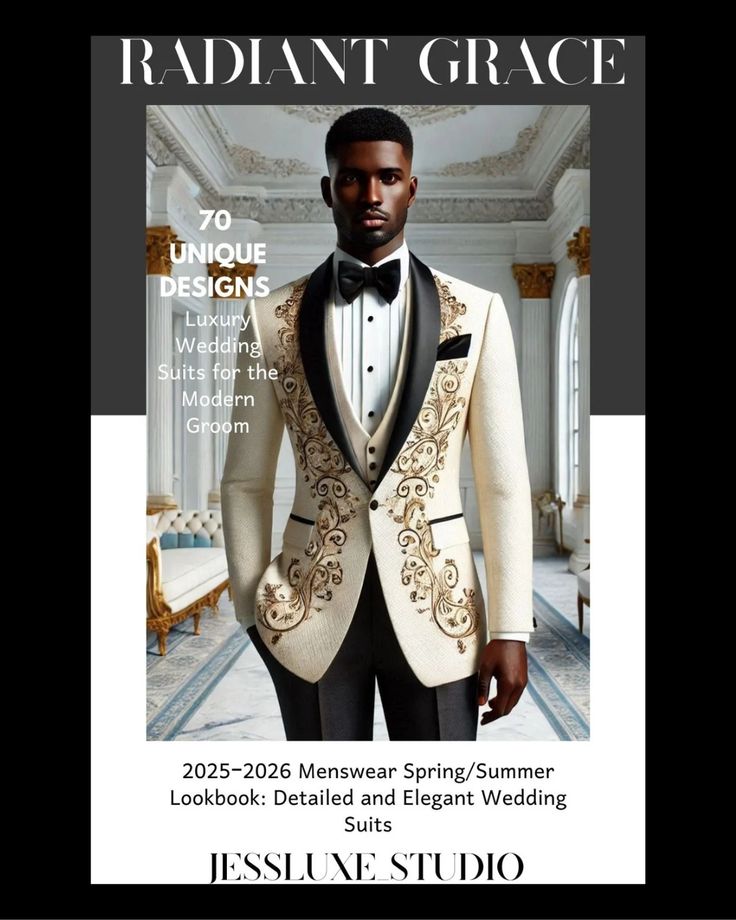 RADIANT GRACE
70
UNIQUE
DESIGNS
Luxury
Wedding
Suits for the
Modern
Groom
2025–2026 Menswear Spring/Summer
Lookbook: Detailed and Elegant Wedding
Suits
JESSLUXE_STUDIO